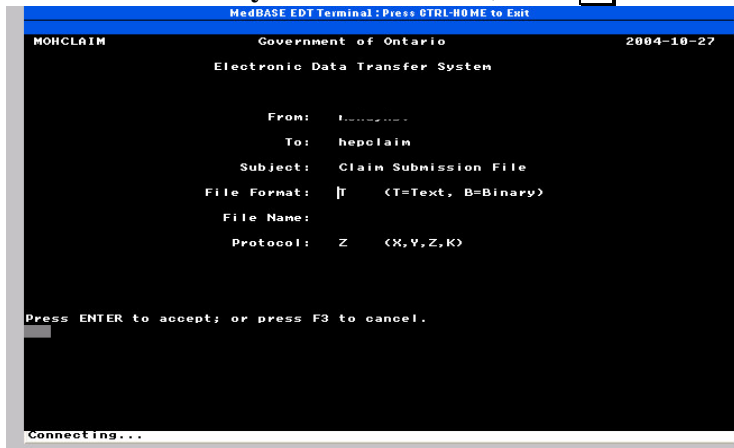 MedBASE EDT Terminal : Press CTRL-HOME to Exit
MOHCLAIM Government of Ontario 2004-10-27
Electronic Data Transfer System
From:
To: hepclaim
Subject: Claim Submission File
File Format: T (T=Text, B=Binary)
File Name:
Protocol: Z (X,Y,Z,K)
Press ENTER to accept; or press F3 to cancel.
Connecting...